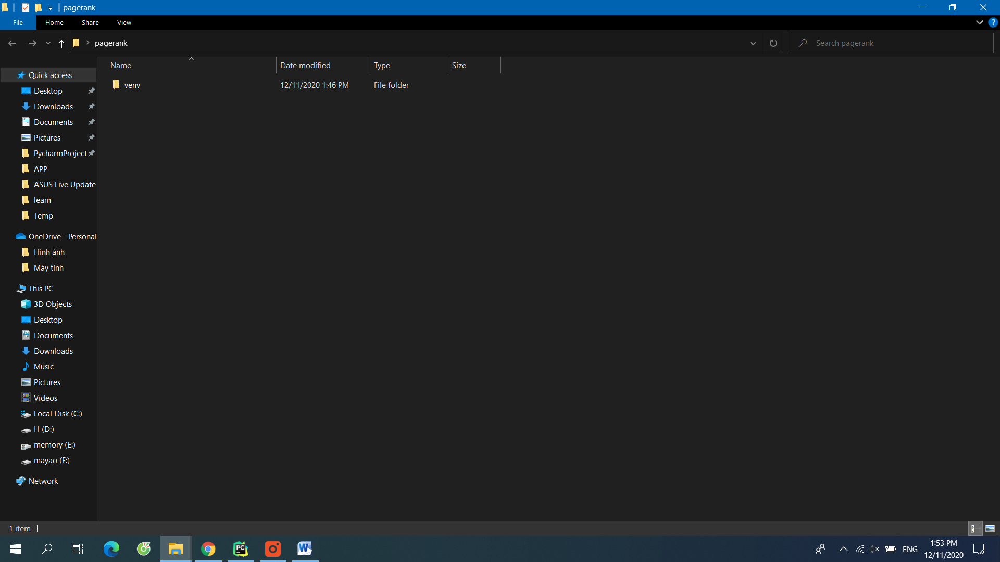 pagerank
File Home Share View
pagerank
Search pagerank
Name Date modified Type Size
venv 12/11/2020 1:46 PM File folder
Quick access
Desktop
Downloads
Documents
Pictures
PycharmProject
APP
ASUS Live Update
learn
Temp
OneDrive - Personal
Hình ảnh
Máy tính
This PC
3D Objects
Desktop
Documents
Downloads
Music
Pictures
Videos
Local Disk (C:)
H (D:)
memory (E:)
mayao (F:)
Network
1 item
ENG
1:53 PM
12/11/2020